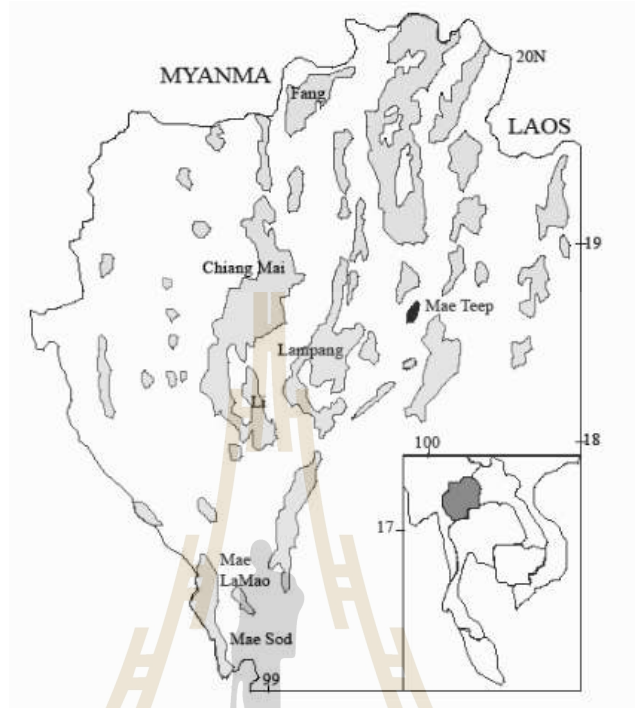 20N
MYANMA
Fang
LAOS
19
Chiang Mai
Mae Teep
Lampang
Li
18
100
17
Mae
LaMao
Mae Sod
99